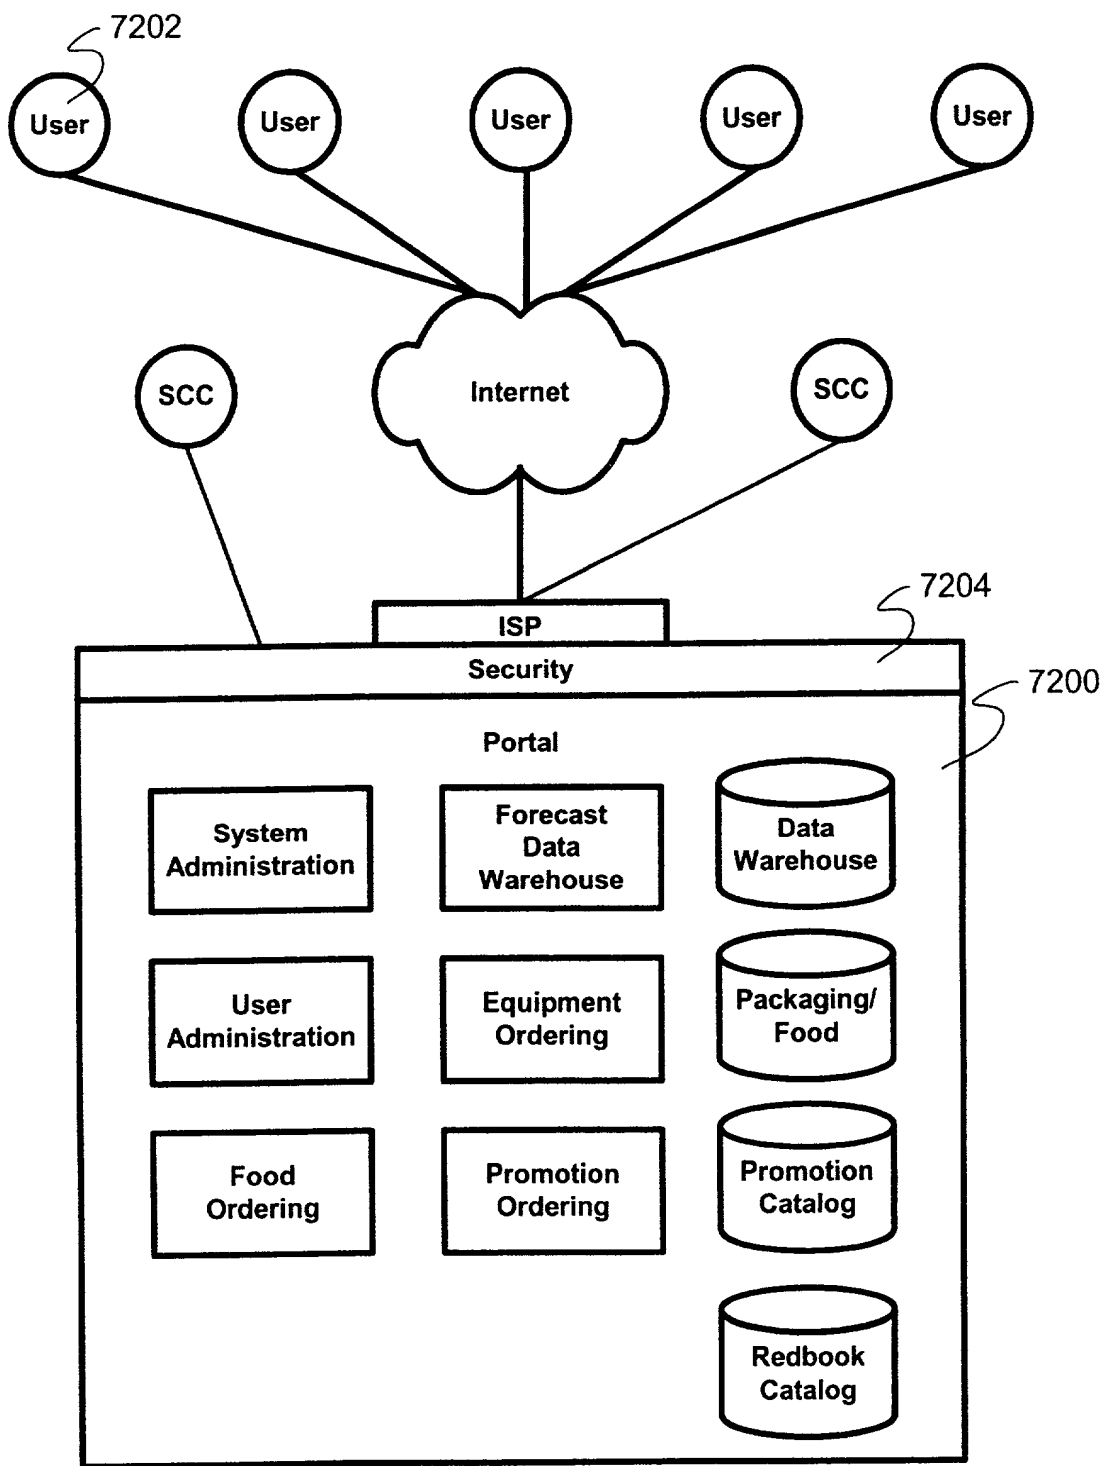 7202
User
User
User
User
User
SCC
Internet
SCC
7204
ISP
Security
7200
Portal
System
Administration
Forecast
Data
Warehouse
Data
Warehouse
User
Administration
Equipment
Ordering
Packaging/
Food
Food
Ordering
Promotion
Ordering
Promotion
Catalog
Redbook
Catalog